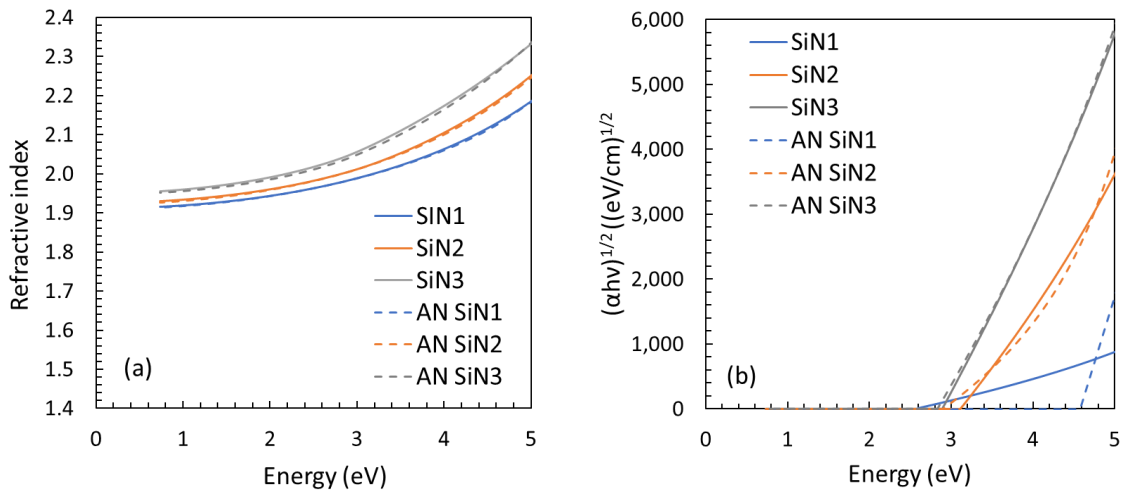 2.4
2.3
2.2
2.1
2.0
1.9
1.8
1.7
1.6
1.5
1.4
Refractive index
0 1 2 3 4 5
Energy (eV)
SIN1
SiN2
SiN3
AN SiN1
AN SiN2
AN SiN3
(a)
6,000
5,000
4,000
3,000
2,000
1,000
0
(αhν)^1/2 ((eV/cm)^1/2
0 1 2 3 4 5
Energy (eV)
SiN1
SiN2
SiN3
AN SiN1
AN SiN2
AN SiN3
(b)